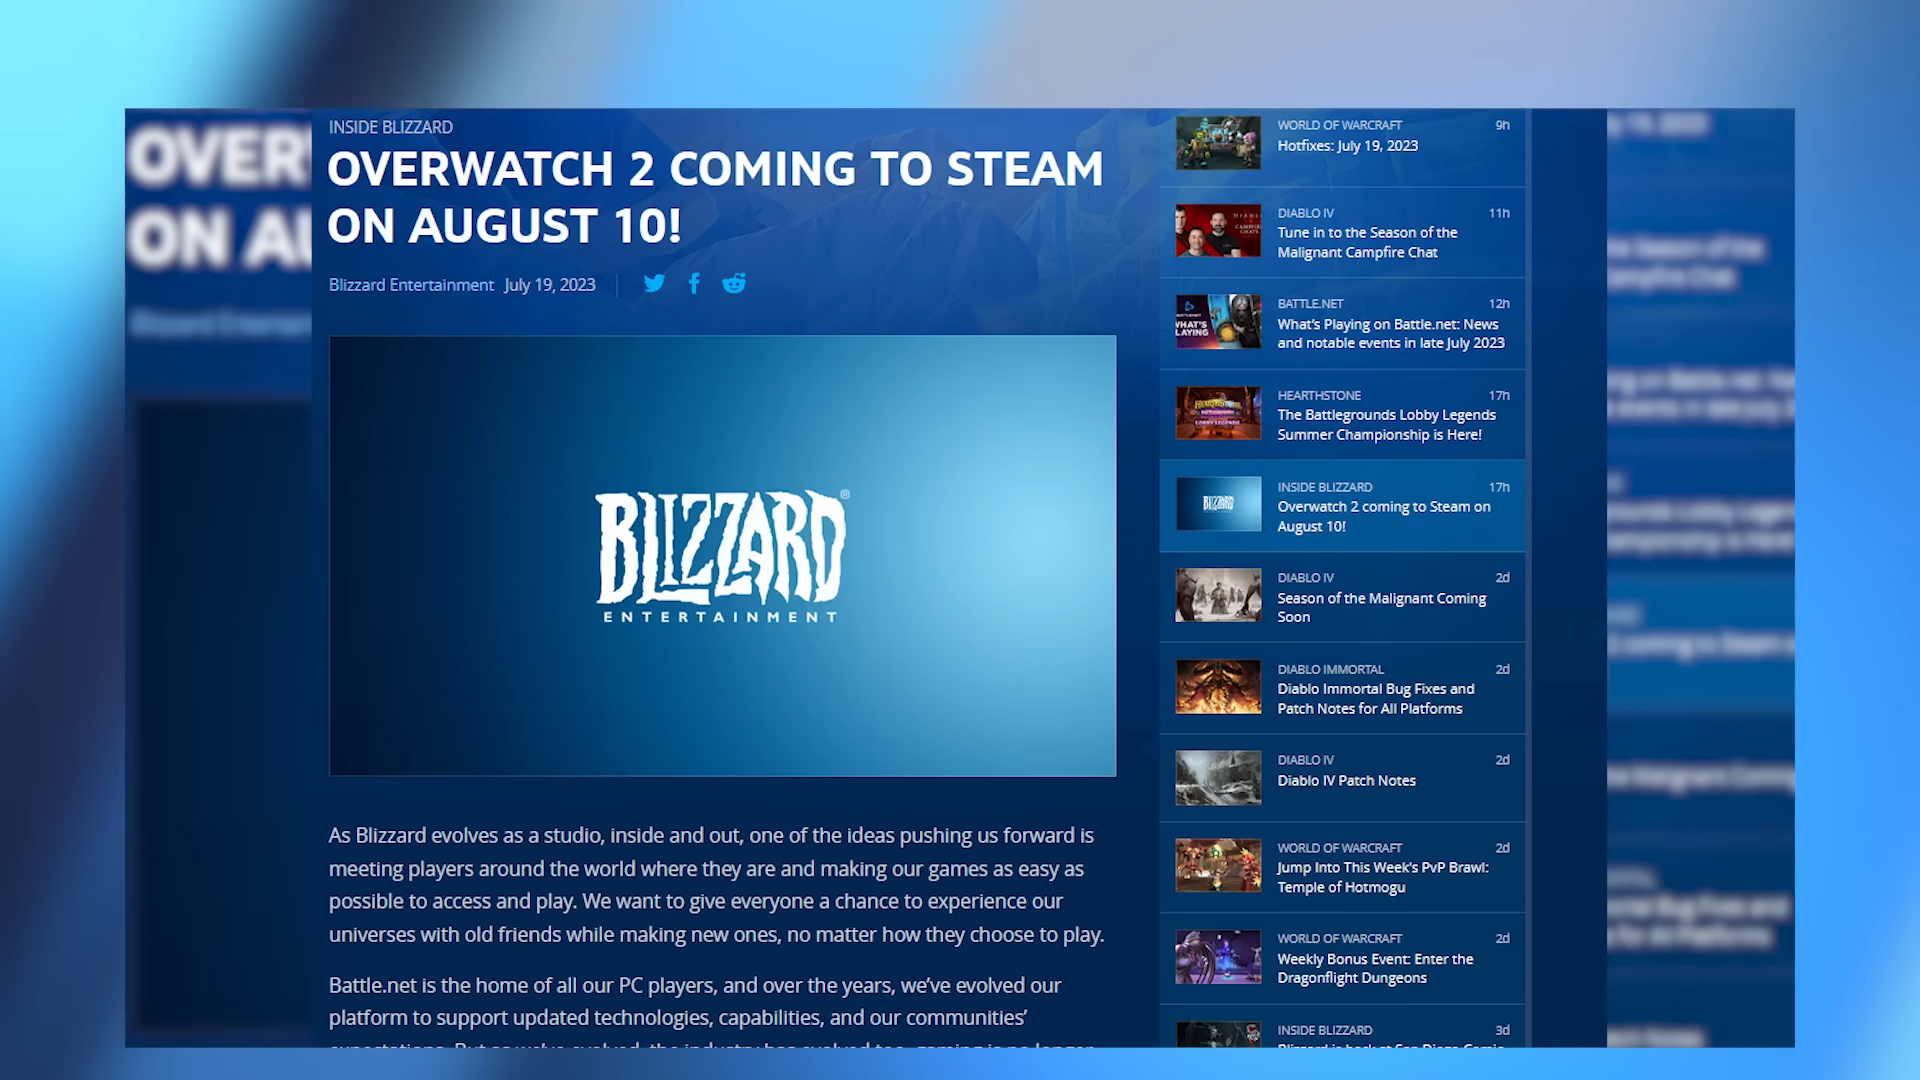 INSIDE BLIZZARD
OVERWATCH 2 COMING TO STEAM
ON AUGUST 10!
Blizzard Entertainment July 19, 2023
BLIZZARD®
ENTERTAINMENT
As Blizzard evolves as a studio, inside and out, one of the ideas pushing us forward is
meeting players around the world where they are and making our games as easy as
possible to access and play. We want to give everyone a chance to experience our
universes with old friends while making new ones, no matter how they choose to play.
Battle.net is the home of all our PC players, and over the years, we've evolved our
platform to support updated technologies, capabilities, and our communities'
WORLD OF WARCRAFT 9h
Hotfixes: July 19, 2023
DIABLO IV 11h
Tune in to the Season of the
Malignant Campfire Chat
BATTLE.NET 12h
What's Playing on Battle.net: News
and notable events in late July 2023
HEARTHSTONE 17h
The Battlegrounds Lobby Legends
Summer Championship is Here!
INSIDE BLIZZARD 17h
Overwatch 2 coming to Steam on
August 10!
DIABLO IV 2d
Season of the Malignant Coming
Soon
DIABLO IMMORTAL 2d
Diablo Immortal Bug Fixes and
Patch Notes for All Platforms
DIABLO IV 2d
Diablo IV Patch Notes
WORLD OF WARCRAFT 2d
Jump Into This Week's PvP Brawl:
Temple of Hotmogu
WORLD OF WARCRAFT 2d
Weekly Bonus Event: Enter the
Dragonflight Dungeons
INSIDE BLIZZARD 3d